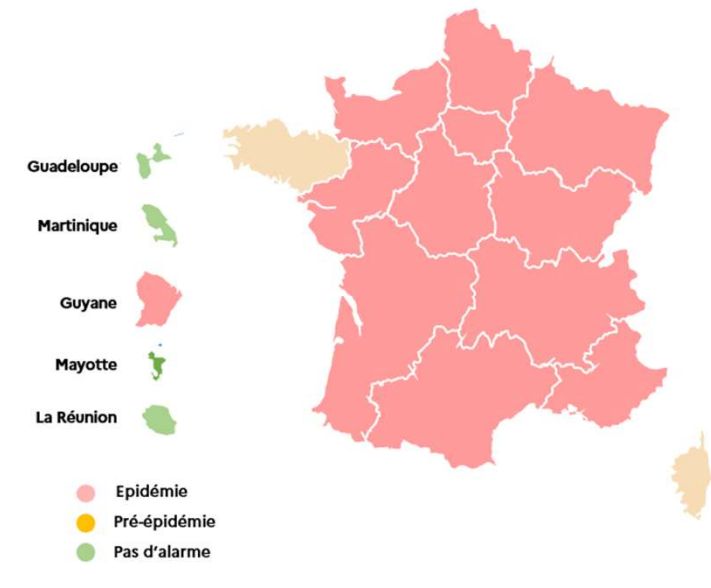 Guadeloupe
Martinique
Guyane
Mayotte
La Réunion
Epidémie
Pré-épidémie
Pas d'alarme